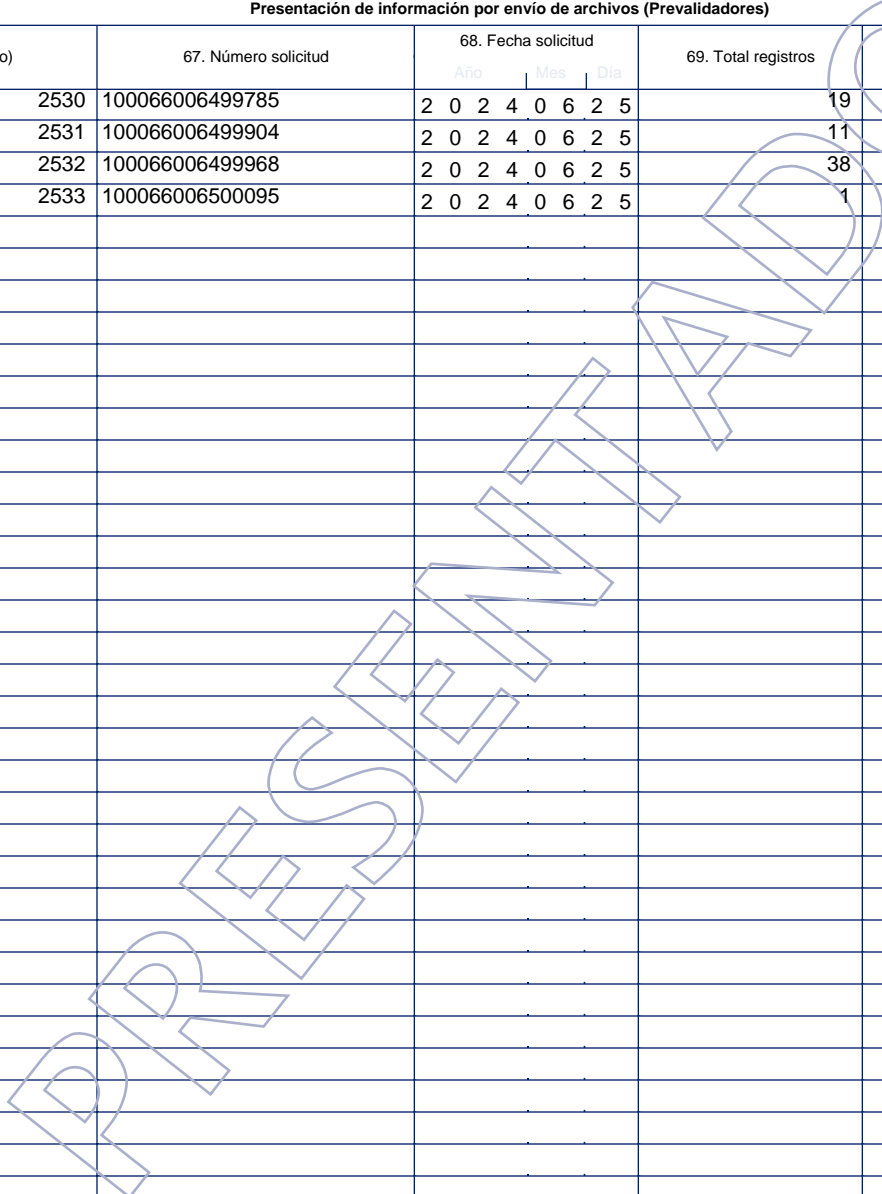 Presentación de información por envío de archivos (Prevalidadores)
o) 67. Número solicitud 68. Fecha solicitud 69. Total registros
Año Mes Día
2530 100066006499785 2 0 2 4 0 6 2 5 19
2531 100066006499904 2 0 2 4 0 6 2 5 11
2532 100066006499968 2 0 2 4 0 6 2 5 38
2533 100066006500095 2 0 2 4 0 6 2 5 1
PRESENTADO